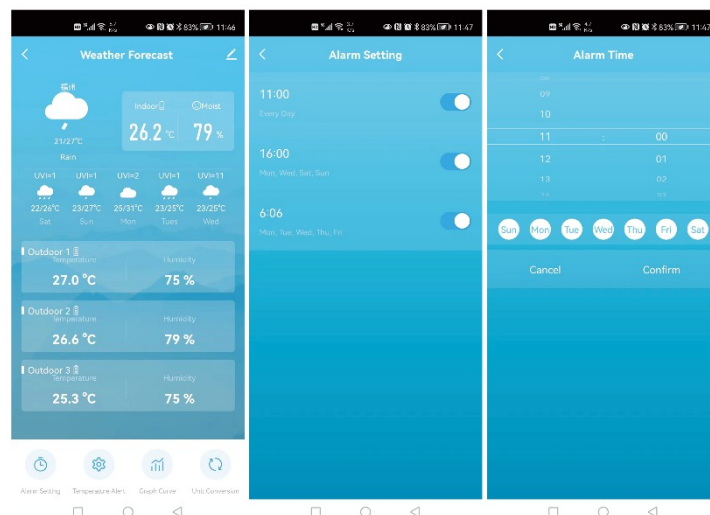 83% 11:46
Weather Forecast
21/27°C
Rain
Indoor Moist
26.2 °C 79 %
UVI=1 UVI=1 UVI=2 UVI=1 UVI=11
22/26°C 23/27°C 25/31°C 23/25°C 23/25°C
Sat Sun Mon Tues Wed
Outdoor 1
Temperature Humidity
27.0 °C 75 %
Outdoor 2
Temperature Humidity
26.6 °C 79 %
Outdoor 3
Temperature Humidity
25.3 °C 75 %
Alarm Setting Temperature Alert Graph Curve Unit Conversion
83% 11:47
Alarm Setting
11:00
Every Day
16:00
Mon, Wed, Sat, Sun
6:06
Mon, Tue, Wed, Thu, Fri
83% 11:47
Alarm Time
09
10
11 : 00
12 01
13 02
Sun Mon Tue Wed Thu Fri Sat
Cancel Confirm